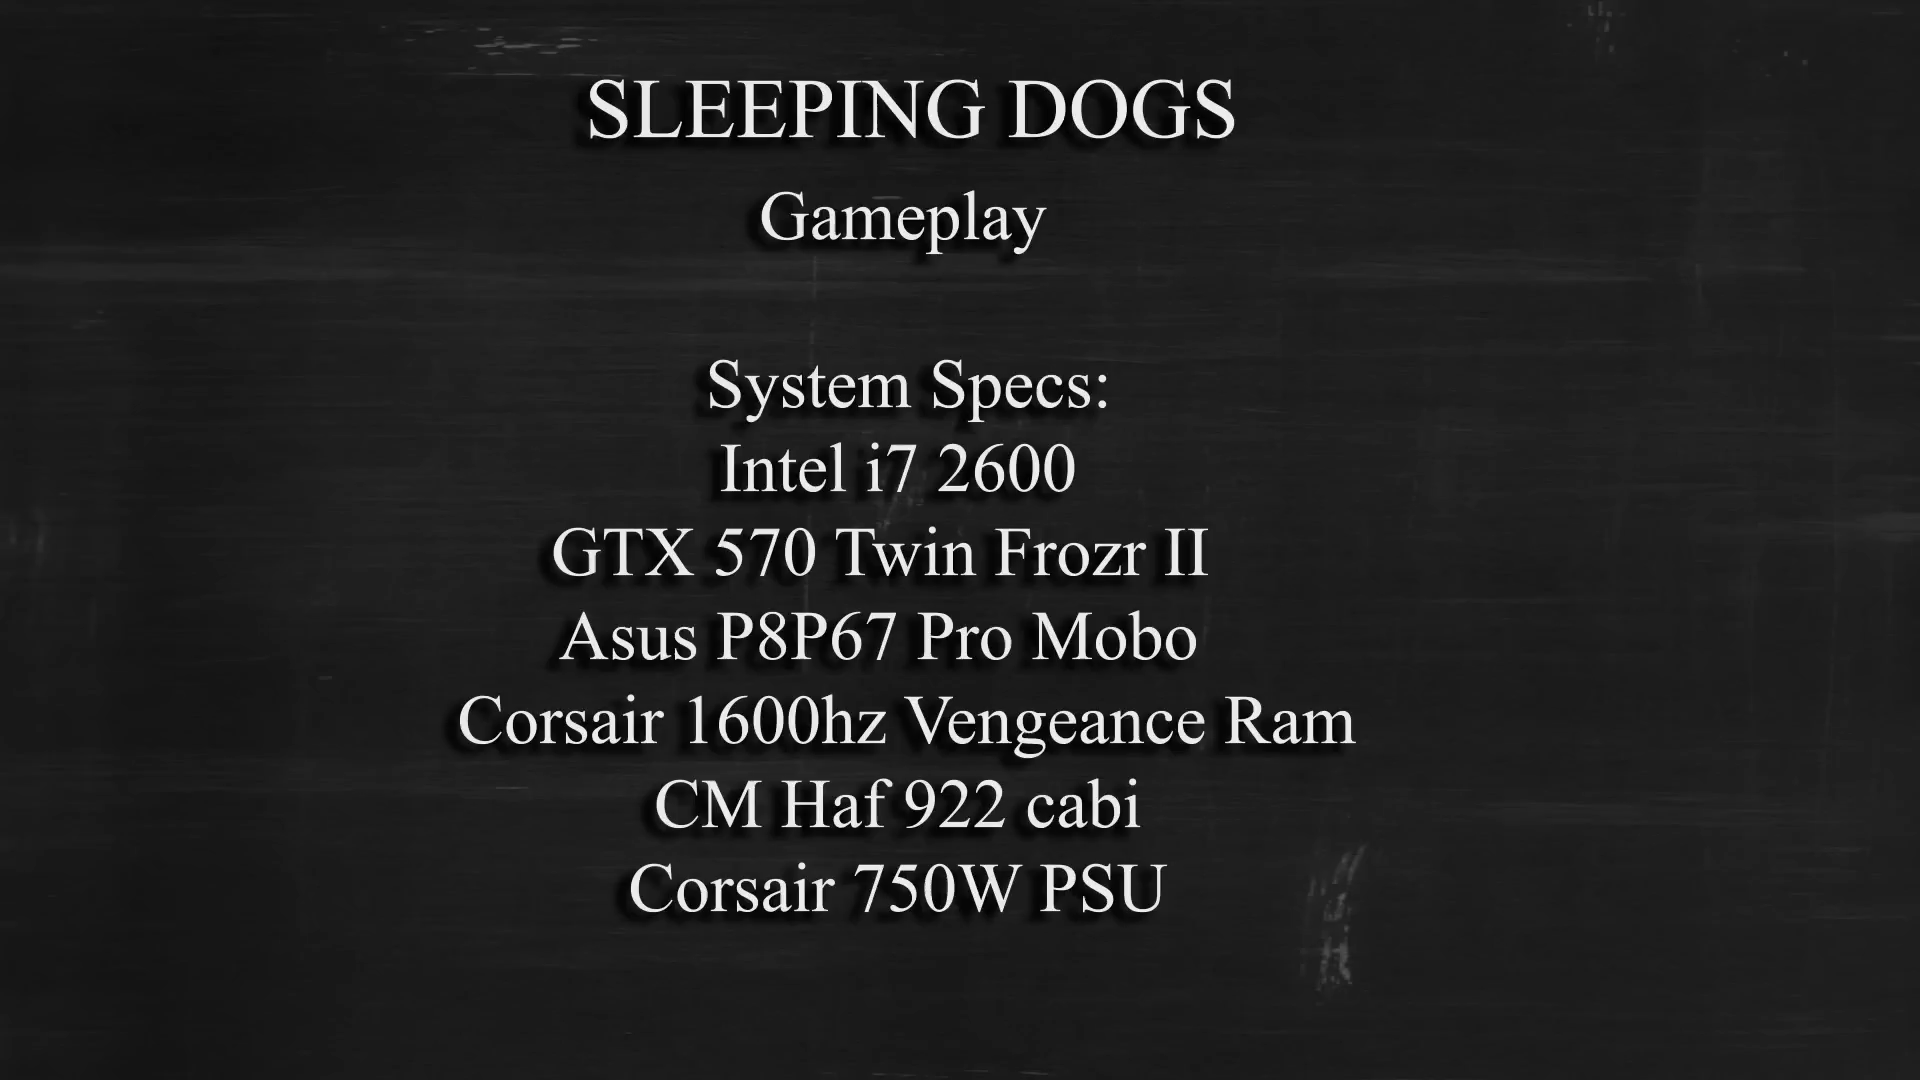 SLEEPING DOGS
Gameplay
System Specs:
Intel i7 2600
GTX 570 Twin Frozr II
Asus P8P67 Pro Mobo
Corsair 1600hz Vengeance Ram
CM Haf 922 cabi
Corsair 750W PSU